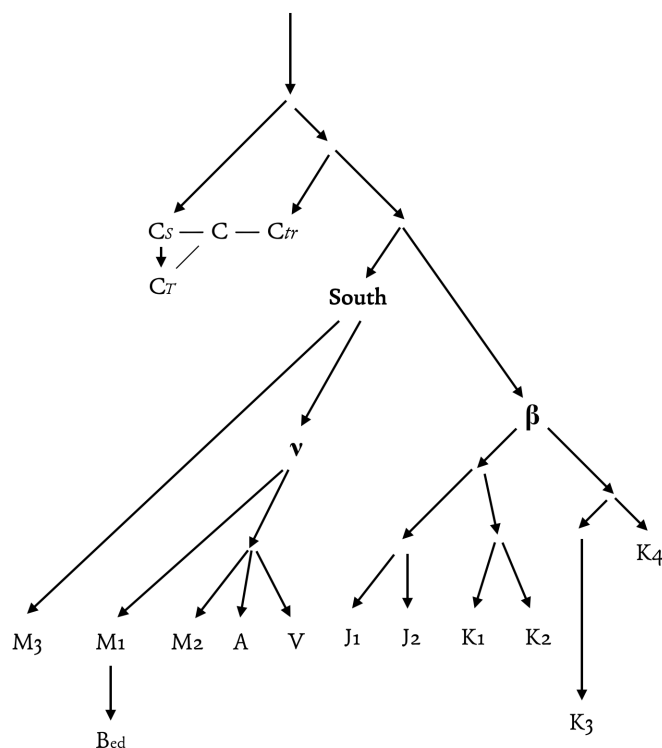 CS — C — Ctr
CT
South
β
ν
K4
M3 M1 M2 A V J1 J2 K1 K2
K3
Bed